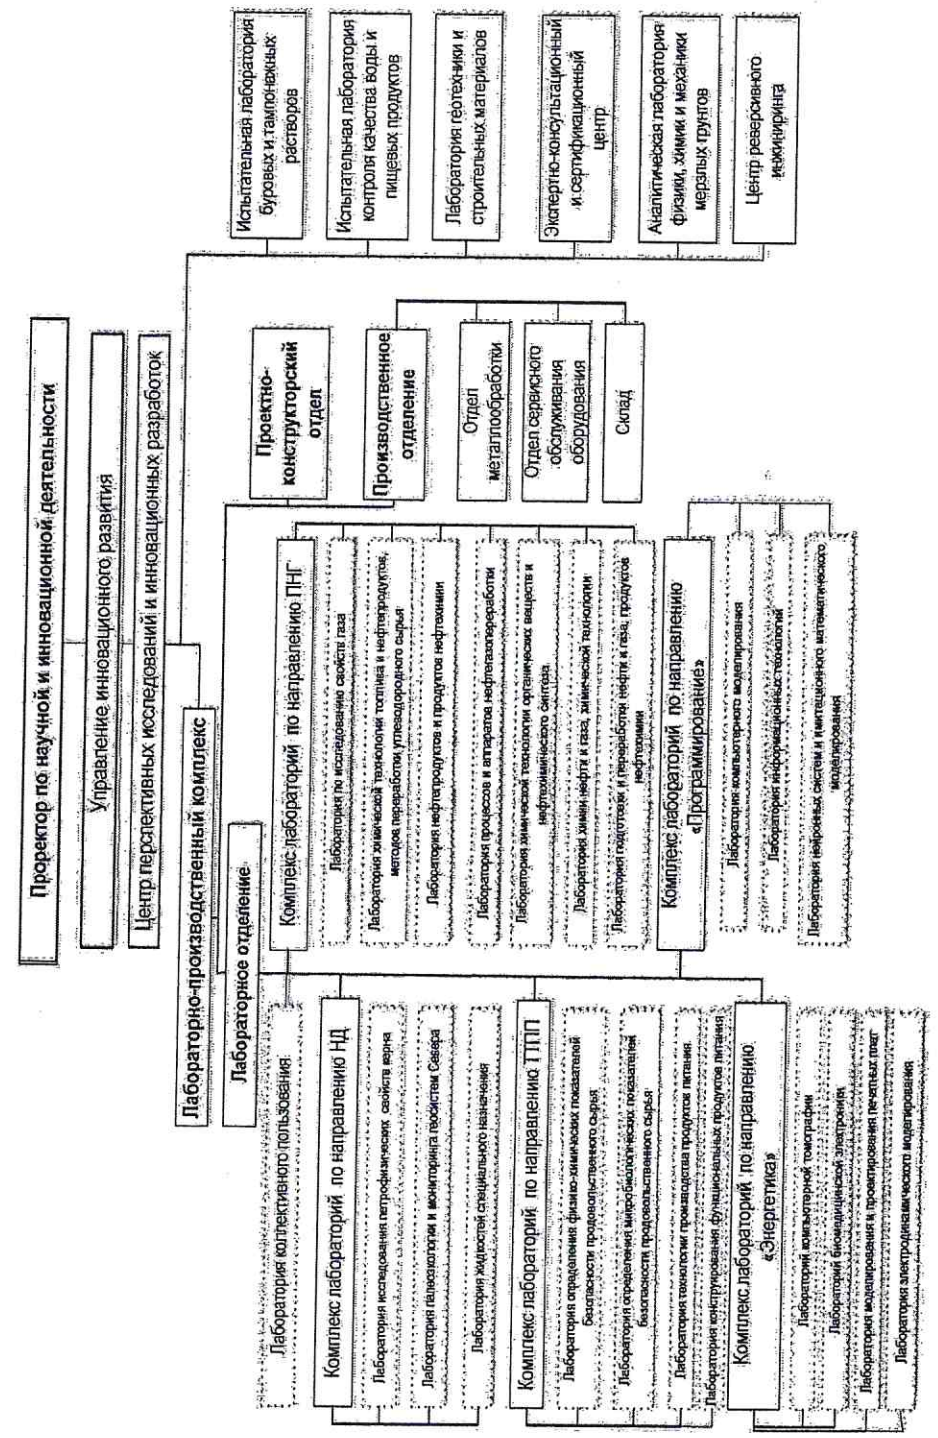 Проректор по научной и инновационной деятельности
Управление инновационного развития
Центр перспективных исследований и инновационных разработок
Лабораторно-производственный комплекс
Лабораторное отделение
Лаборатория коллективного пользования
Комплекс лабораторий по направлению НД
Лаборатория исследования петрофизических свойств керна
Лаборатория палеоэкологии и мониторинга геосистем Севера
Лаборатория жидкостей специального назначения
Комплекс лабораторий по направлению ТПП
Лаборатория определения физико-химических показателей
безопасности продовольственного сырья
Лаборатория определения микробиологических показателей
безопасности продовольственного сырья
Лаборатория технологии производства продуктов питания
Лаборатория конструирования функциональных продуктов питания
Комплекс лабораторий по направлению
«Энергетика»
Лабораторий компьютерной томографии
Лабораторий биомедицинской электроники
Лаборатория моделирования и проектирования печатных плат
Лаборатория электродинамического моделирования
Комплекс лабораторий по направлению ПНГ
Лаборатория по исследованию свойств газа
Лаборатория химической технологии топлива и нефтепродуктов,
методов переработки углеводородного сырья
Лаборатория нефтепродуктов и продуктов нефтехимии
Лаборатория процессов и аппаратов нефтегазопереработки
Лаборатория химической технологии органических веществ и
нефтехимического синтеза
Лаборатория химии нефти и газа, химической технологии
Лаборатория подготовки и переработки нефти и газа, продуктов
нефтехимии
Комплекс лабораторий по направлению
«Программирование»
Лаборатория компьютерного моделирования
Лаборатория информационных технологий
Лаборатория нейронных систем и имитационного математического
моделирования
Проектно-
конструкторский
отдел
Производственное
отделение
Отдел
металлообработки
Отдел сервисного
обслуживания
оборудования
Склад
Испытательная лаборатория
буровых и тампонажных
растворов
Испытательная лаборатория
контроля качества воды и
пищевых продуктов
Лаборатория геотехники и
строительных материалов
Экспертно-консультационный
и сертификационный
центр
Аналитическая лаборатория
физики, химии и механики
мерзлых грунтов
Центр реверсивного
инжиниринга